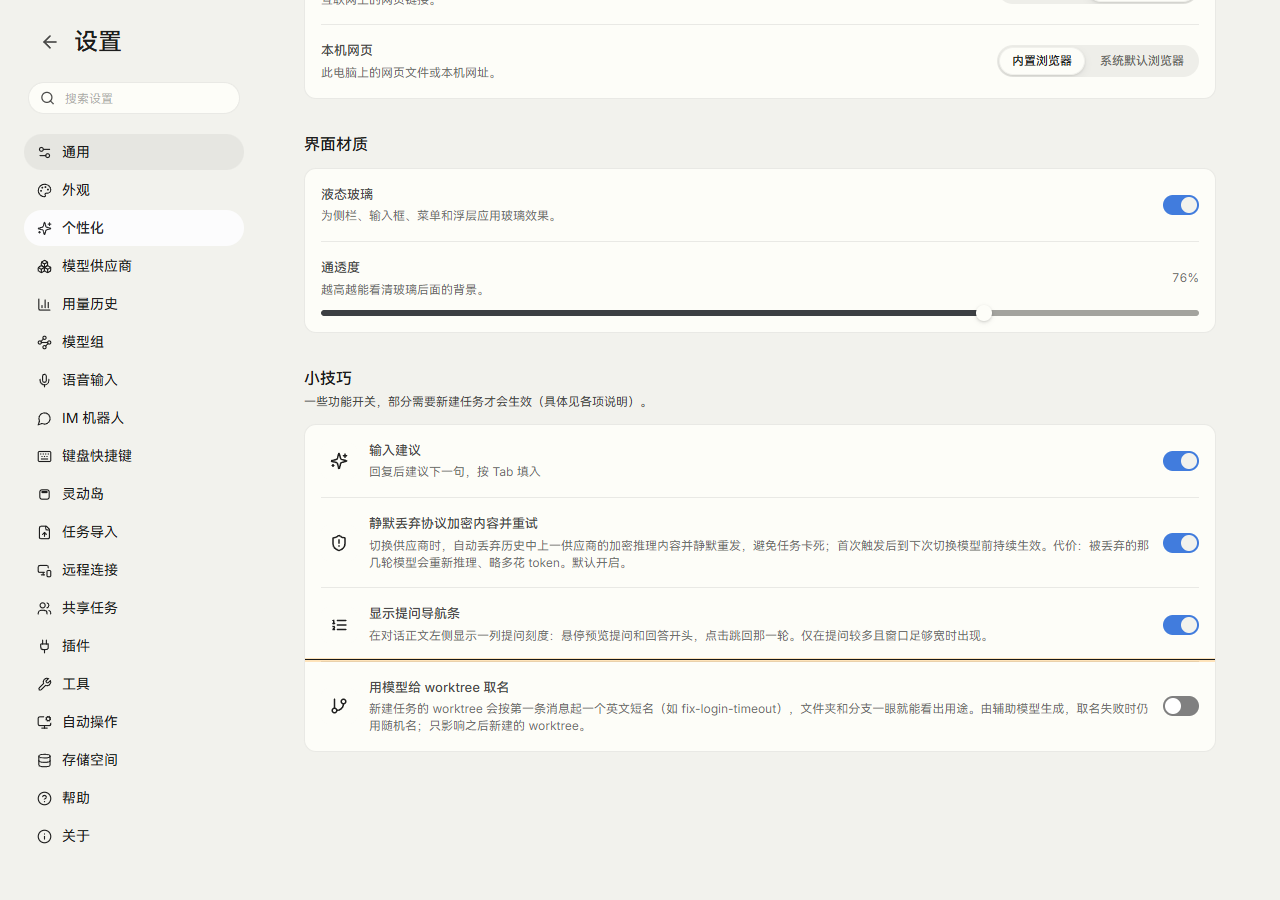 设置
搜索设置
通用
外观
个性化
模型供应商
用量历史
模型组
语音输入
IM 机器人
键盘快捷键
灵动岛
任务导入
远程连接
共享任务
插件
工具
自动操作
存储空间
帮助
关于
互联网上的网页链接。
本机网页
此电脑上的网页文件或本机网址。
内置浏览器
系统默认浏览器
界面材质
液态玻璃
为侧栏、输入框、菜单和浮层应用玻璃效果。
通透度
越高越能看清玻璃后面的背景。
76%
小技巧
一些功能开关，部分需要新建任务才会生效（具体见各项说明）。
输入建议
回复后建议下一句，按 Tab 填入
静默丢弃协议加密内容并重试
切换供应商时，自动丢弃历史中上一供应商的加密推理内容并静默重发，避免任务卡死；首次触发后到下次切换模型前持续生效。代价：被丢弃的那
几轮模型会重新推理、略多花 token。默认开启。
显示提问导航条
在对话正文左侧显示一列提问刻度：悬停预览提问和回答开头，点击跳回那一轮。仅在提问较多且窗口足够宽时出现。
用模型给 worktree 取名
新建任务的 worktree 会按第一条消息起一个英文短名（如 fix-login-timeout），文件夹和分支一眼就能看出用途。由辅助模型生成，取名失败时仍
用随机名；只影响之后新建的 worktree。